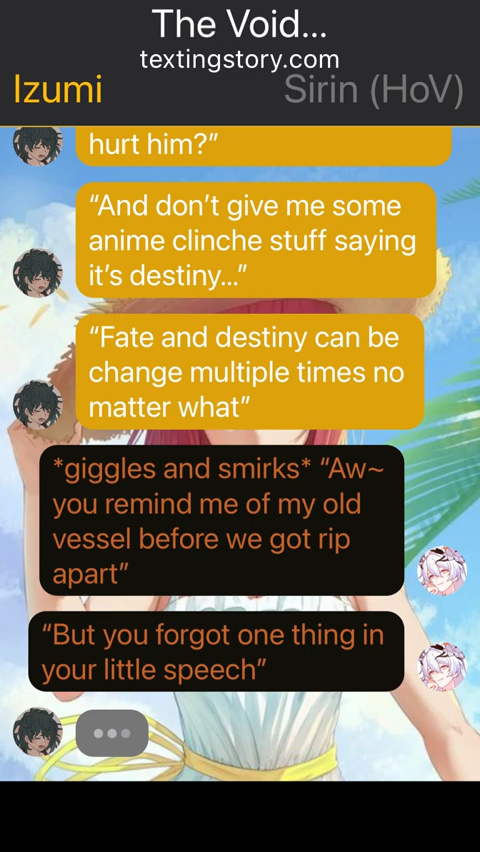 The Void...
textingstory.com
Izumi
Sirin (HoV)
hurt him?”
“And don’t give me some
anime clinche stuff saying
it’s destiny...”
“Fate and destiny can be
change multiple times no
matter what”
*giggles and smirks* “Aw~
you remind me of my old
vessel before we got rip
apart”
“But you forgot one thing in
your little speech”